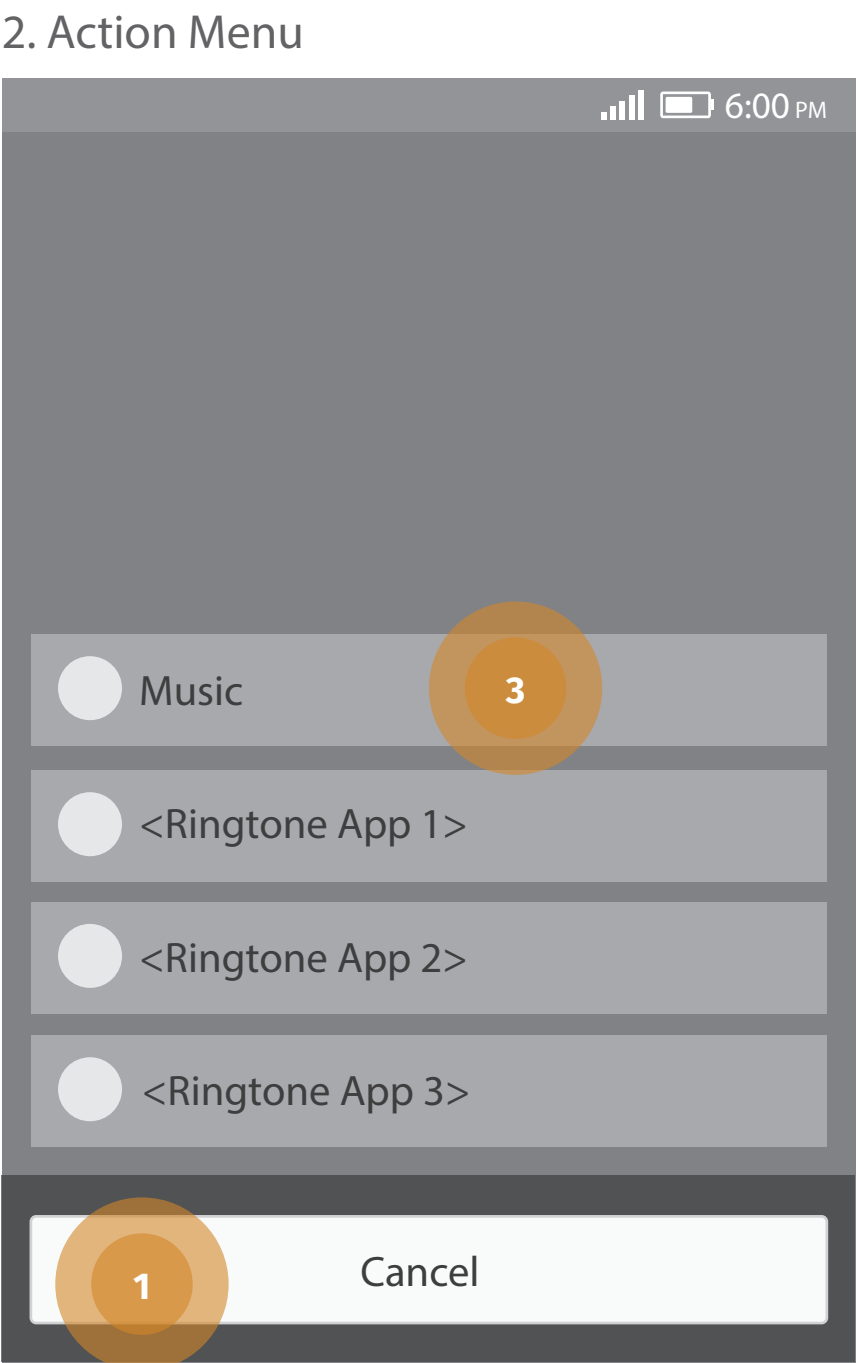 2. Action Menu
6:00 PM
Music
3
<Ringtone App 1>
<Ringtone App 2>
<Ringtone App 3>
1
Cancel